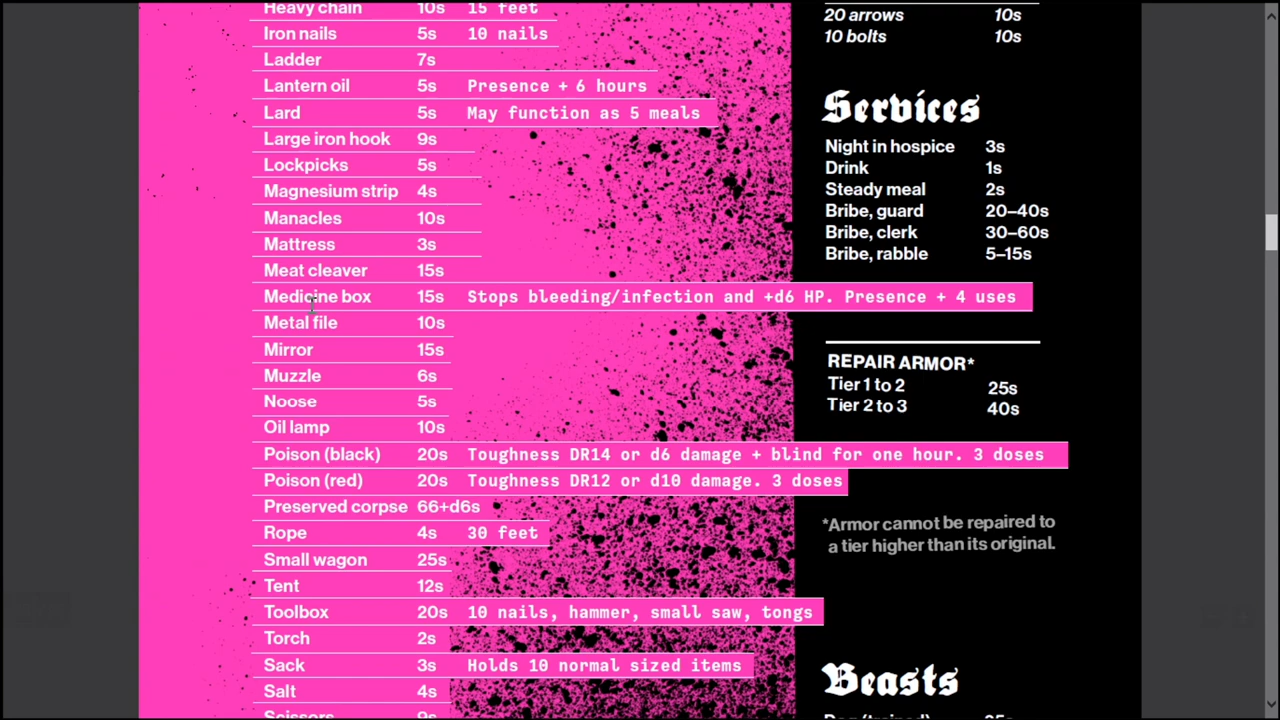 Heavy chain 10s 15 feet
Iron nails 5s 10 nails
Ladder 7s
Lantern oil 5s Presence + 6 hours
Lard 5s May function as 5 meals
Large iron hook 9s
Lockpicks 5s
Magnesium strip 4s
Manacles 10s
Mattress 3s
Meat cleaver 15s
Medicine box 15s Stops bleeding/infection and +d6 HP. Presence + 4 uses
Metal file 10s
Mirror 15s
Muzzle 6s
Noose 5s
Oil lamp 10s
Poison (black) 20s Toughness DR14 or d6 damage + blind for one hour. 3 doses
Poison (red) 20s Toughness DR12 or d10 damage. 3 doses
Preserved corpse 66+d6s
Rope 4s 30 feet
Small wagon 25s
Tent 12s
Toolbox 20s 10 nails, hammer, small saw, tongs
Torch 2s
Sack 3s Holds 10 normal sized items
Salt 4s
Scissors 9s
20 arrows 10s
10 bolts 10s
Services
Night in hospice 3s
Drink 1s
Steady meal 2s
Bribe, guard 20–40s
Bribe, clerk 30–60s
Bribe, rabble 5–15s
REPAIR ARMOR*
Tier 1 to 2 25s
Tier 2 to 3 40s
*Armor cannot be repaired to
a tier higher than its original.
Beasts